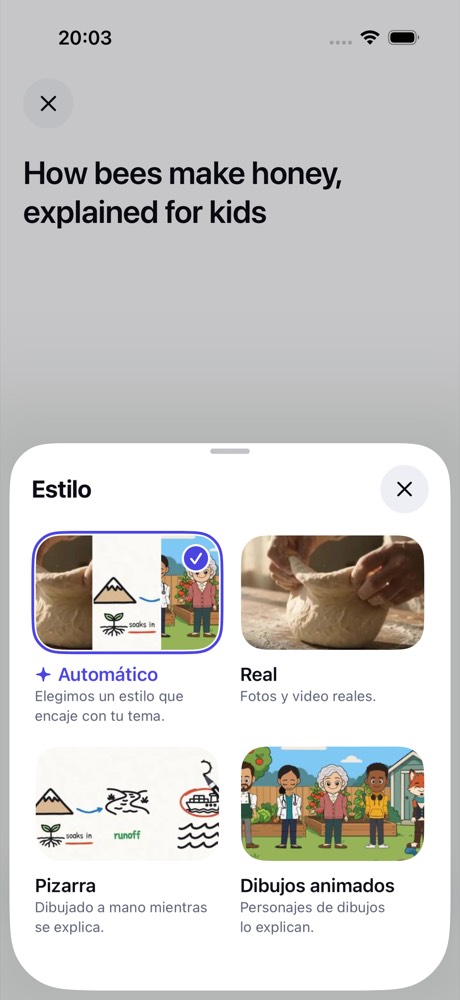 20:03
How bees make honey,
explained for kids
Estilo
soaks in
Automático
Elegimos un estilo que
encaje con tu tema.
Real
Fotos y video reales.
soaks in
runoff
Pizarra
Dibujado a mano mientras
se explica.
Dibujos animados
Personajes de dibujos
lo explican.